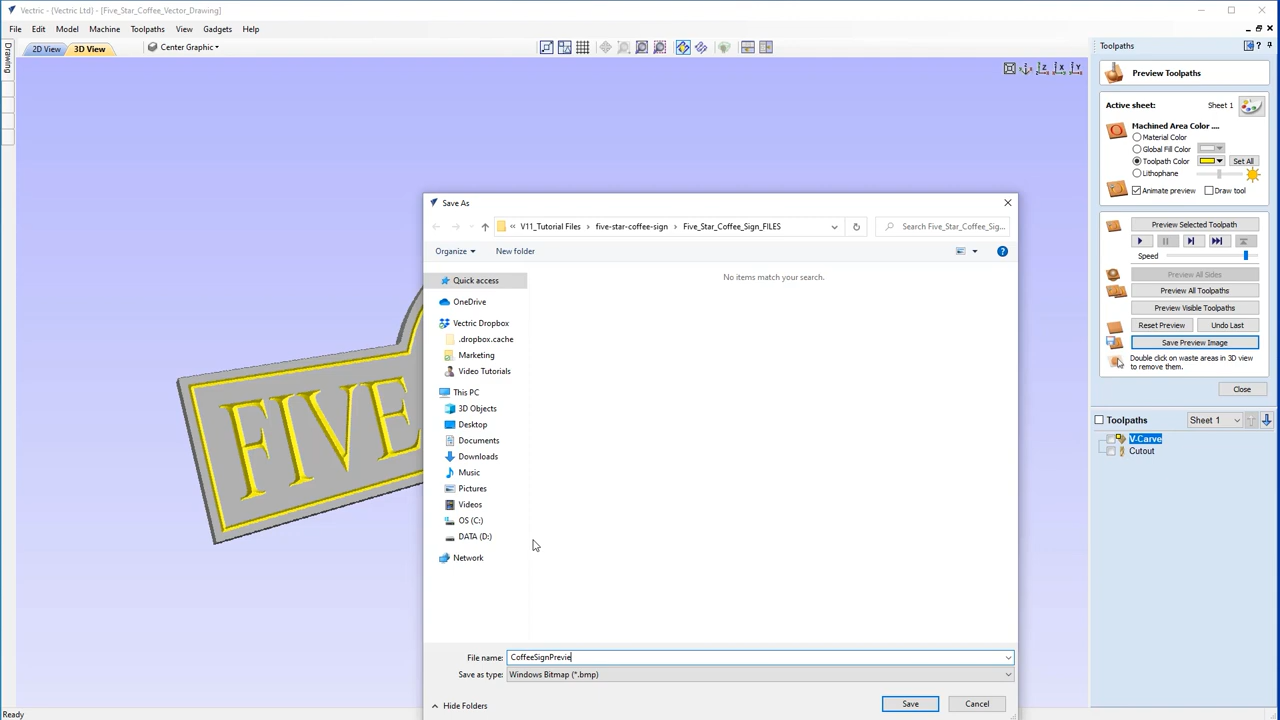 Vectric - {Vectric Ltd} - [Five_Star_Coffee_Vector_Drawing]
File Edit Model Toolpaths View Gadgets Help
Drawing
2D View 3D View Center Graphic
Toolpaths
Preview Toolpaths
Active sheet: Sheet 1
Machined Area Color ....
Material Color
Global Fill Color
Toolpath Color Set All
Lithophane
Animate preview Draw tool
Preview Selected Toolpath
Speed
Preview All Sides
Preview All Toolpaths
Preview Visible Toolpaths
Reset Preview Undo Last
Save Preview Image
Double click on waste areas in 3D view
to remove them.
Close
Toolpaths Sheet 1
V-Carve
Cutout
FIVE
Save As
« V11_Tutorial Files > five-star-coffee-sign > Five_Star_Coffee_Sign_FILES
Search Five_Star_Coffee_Sig...
Organize New folder
No items match your search.
Quick access
OneDrive
Vectric Dropbox
.dropbox.cache
Marketing
Video Tutorials
This PC
3D Objects
Desktop
Documents
Downloads
Music
Pictures
Videos
OS (C:)
DATA (D:)
Network
File name: CoffeeSignPrevie
Save as type: Windows Bitmap (*.bmp)
Hide Folders
Save Cancel
Ready